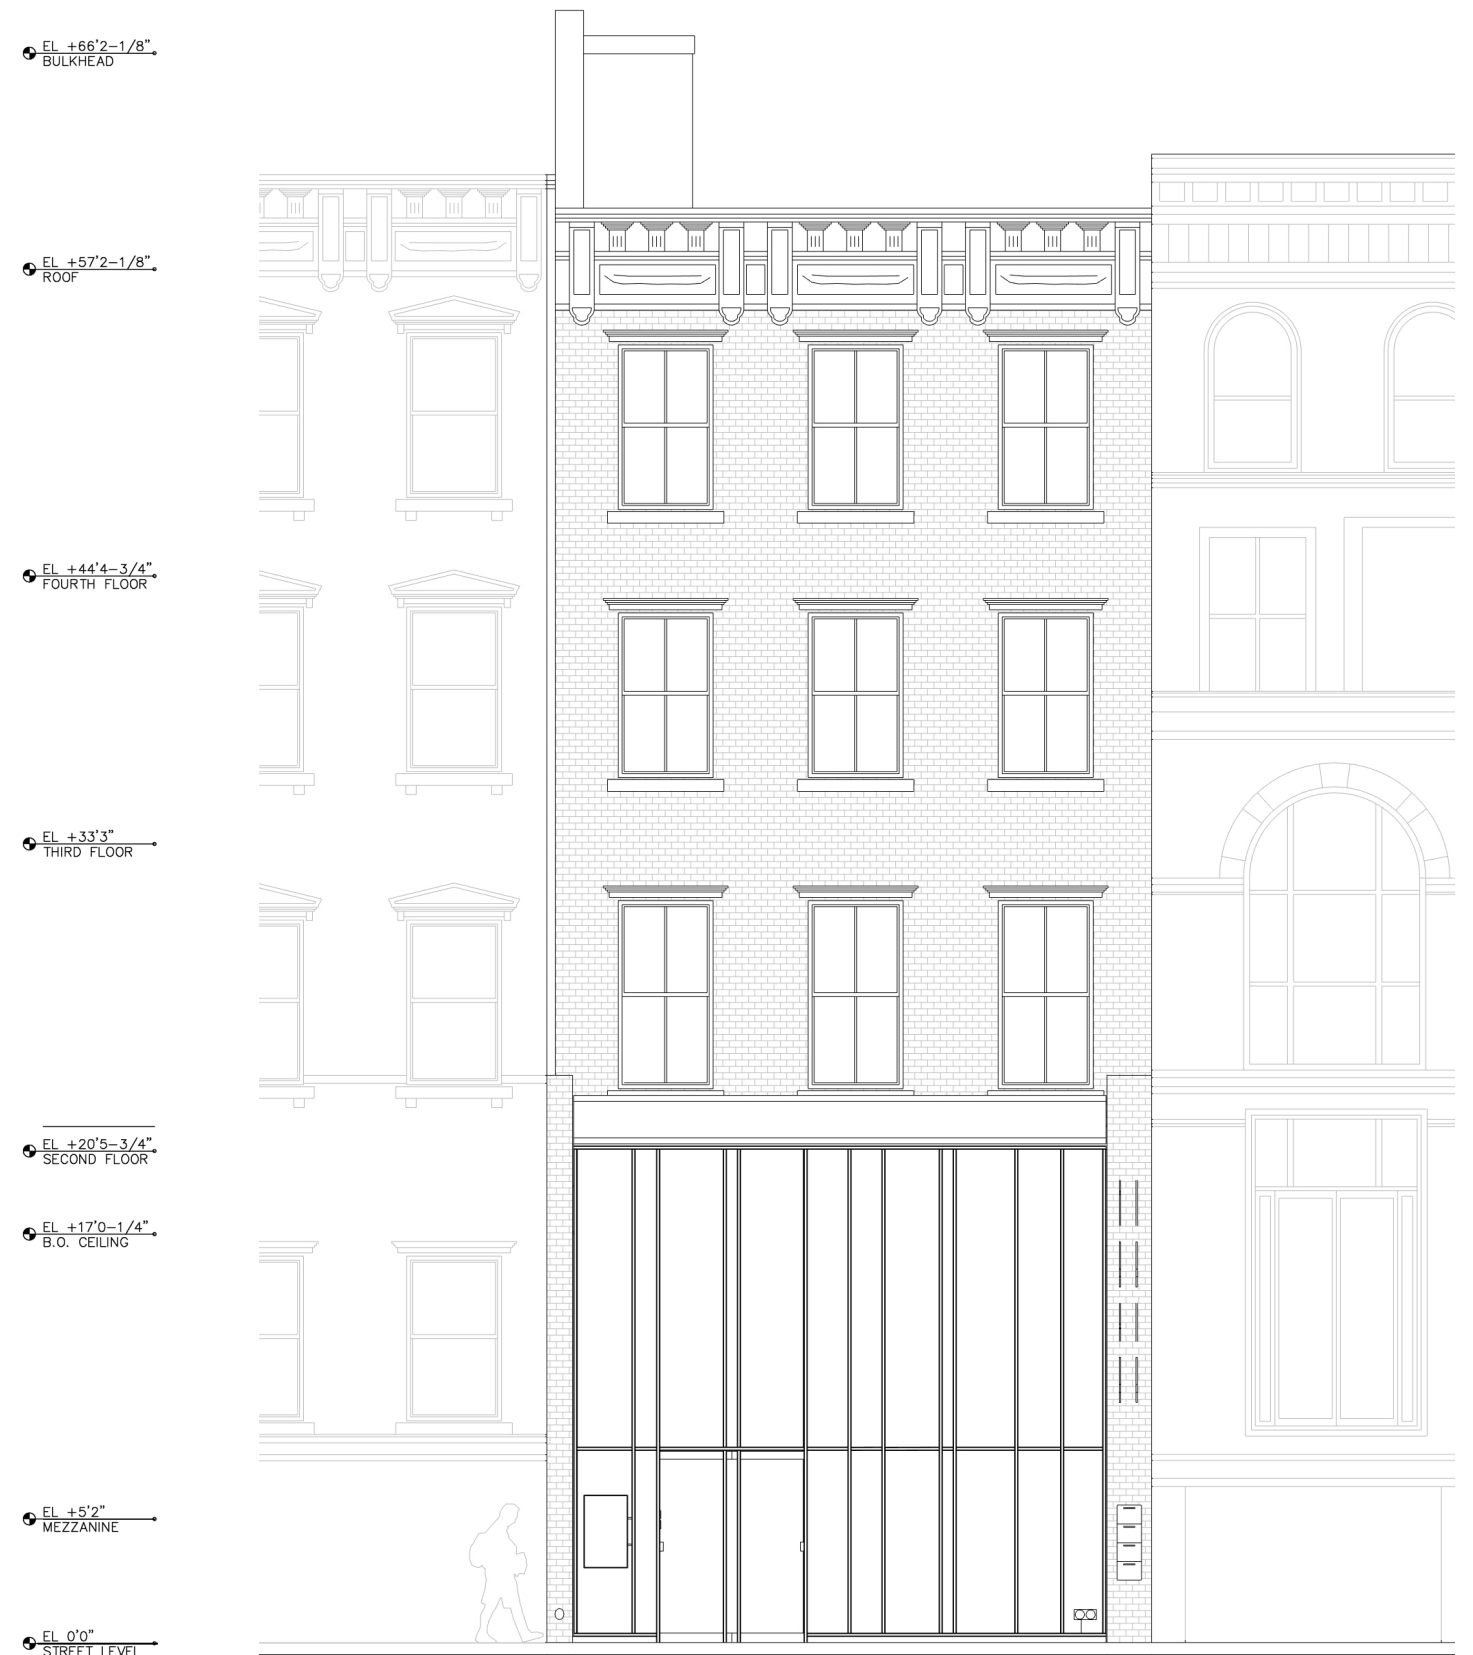 EL +66'2-1/8"
BULKHEAD
EL +57'2-1/8"
ROOF
EL +44'4-3/4"
FOURTH FLOOR
EL +33'3"
THIRD FLOOR
EL +20'5-3/4"
SECOND FLOOR
EL +17'0-1/4"
B.O. CEILING
EL +5'2"
MEZZANINE
EL 0'0"
STREET LEVEL